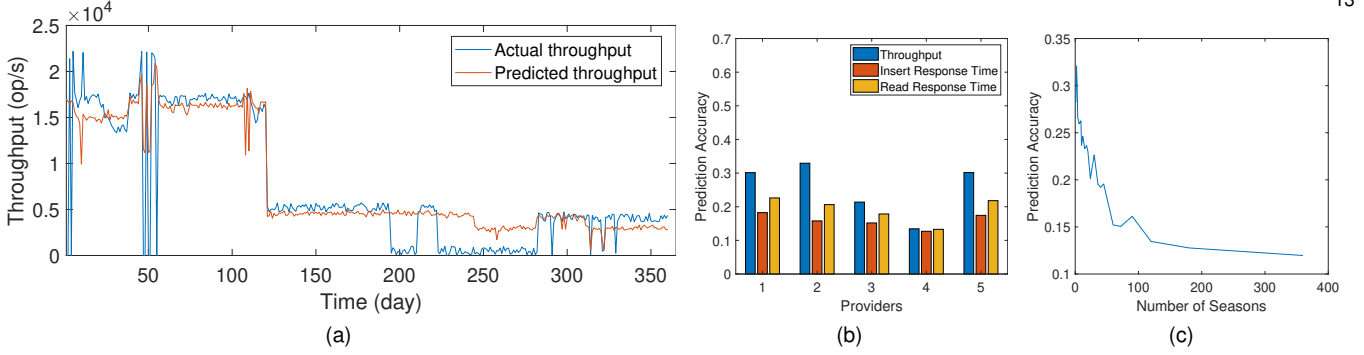 13
×10⁴
2.5
2
1.5
1
0.5
0
Throughput (op/s)
Actual throughput
Predicted throughput
50
100
150
200
250
300
350
Time (day)
(a)
0.7
0.6
0.5
0.4
0.3
0.2
0.1
0
Prediction Accuracy
Throughput
Insert Response Time
Read Response Time
1
2
3
4
5
Providers
(b)
0.35
0.3
0.25
0.2
0.15
0.1
Prediction Accuracy
0
100
200
300
400
Number of Seasons
(c)